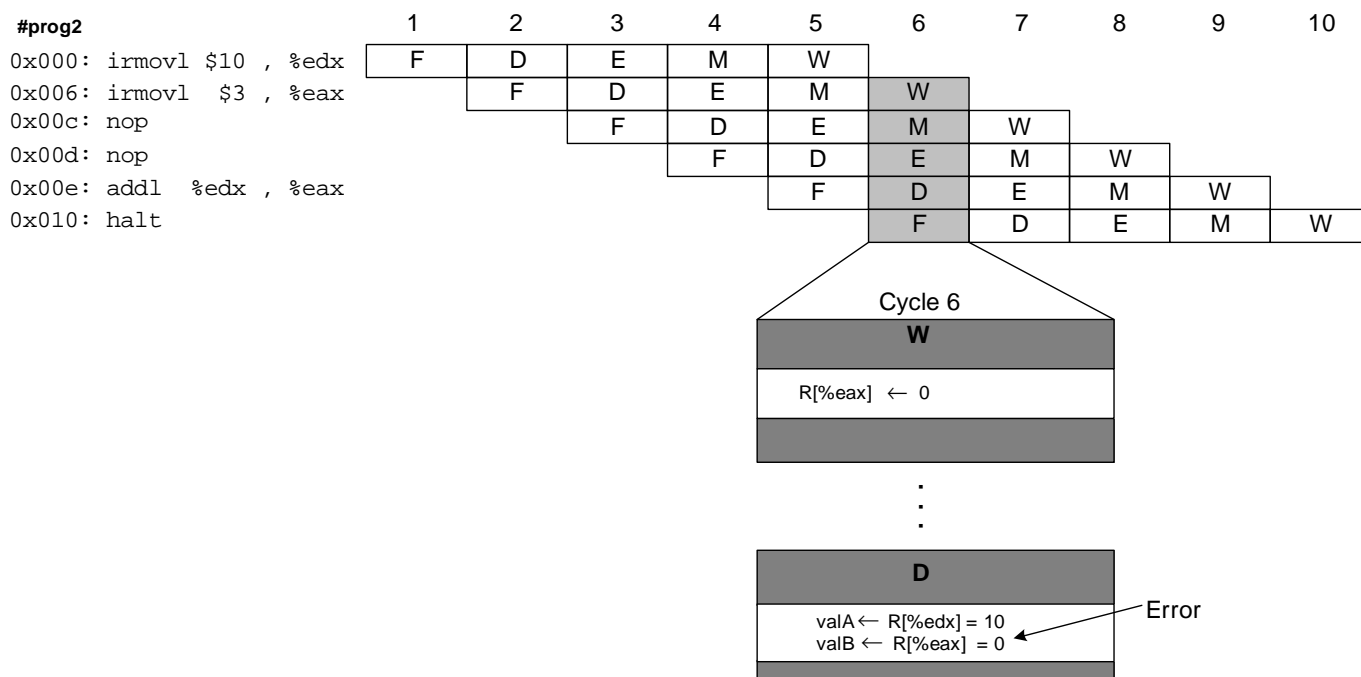 #prog2 1 2 3 4 5 6 7 8 9 10
0x000: irmovl $10 , %edx F D E M W
0x006: irmovl $3 , %eax F D E M W
0x00c: nop F D E M W
0x00d: nop F D E M W
0x00e: addl %edx , %eax F D E M W
0x010: halt F D E M W
Cycle 6
W
R[%eax] ← 0
.
.
.
D
valA ← R[%edx] = 10
valB ← R[%eax] = 0
Error